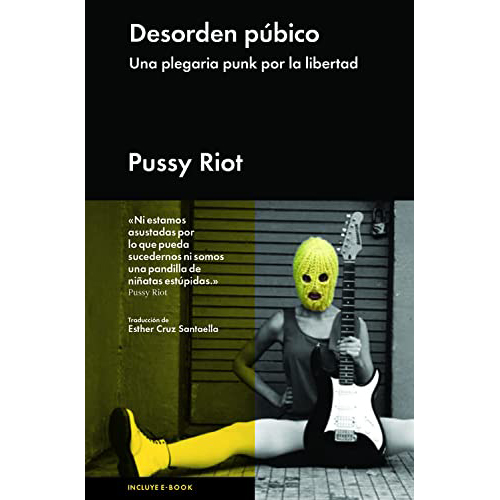 Desorden púbico
Una plegaria punk por la libertad
Pussy Riot
«Ni estamos
asustadas por
lo que pueda
sucedernos ni somos
una pandilla de
niñatas estúpidas.»
Pussy Riot
Traducción de
Esther Cruz Santaella
INCLUYE E-BOOK